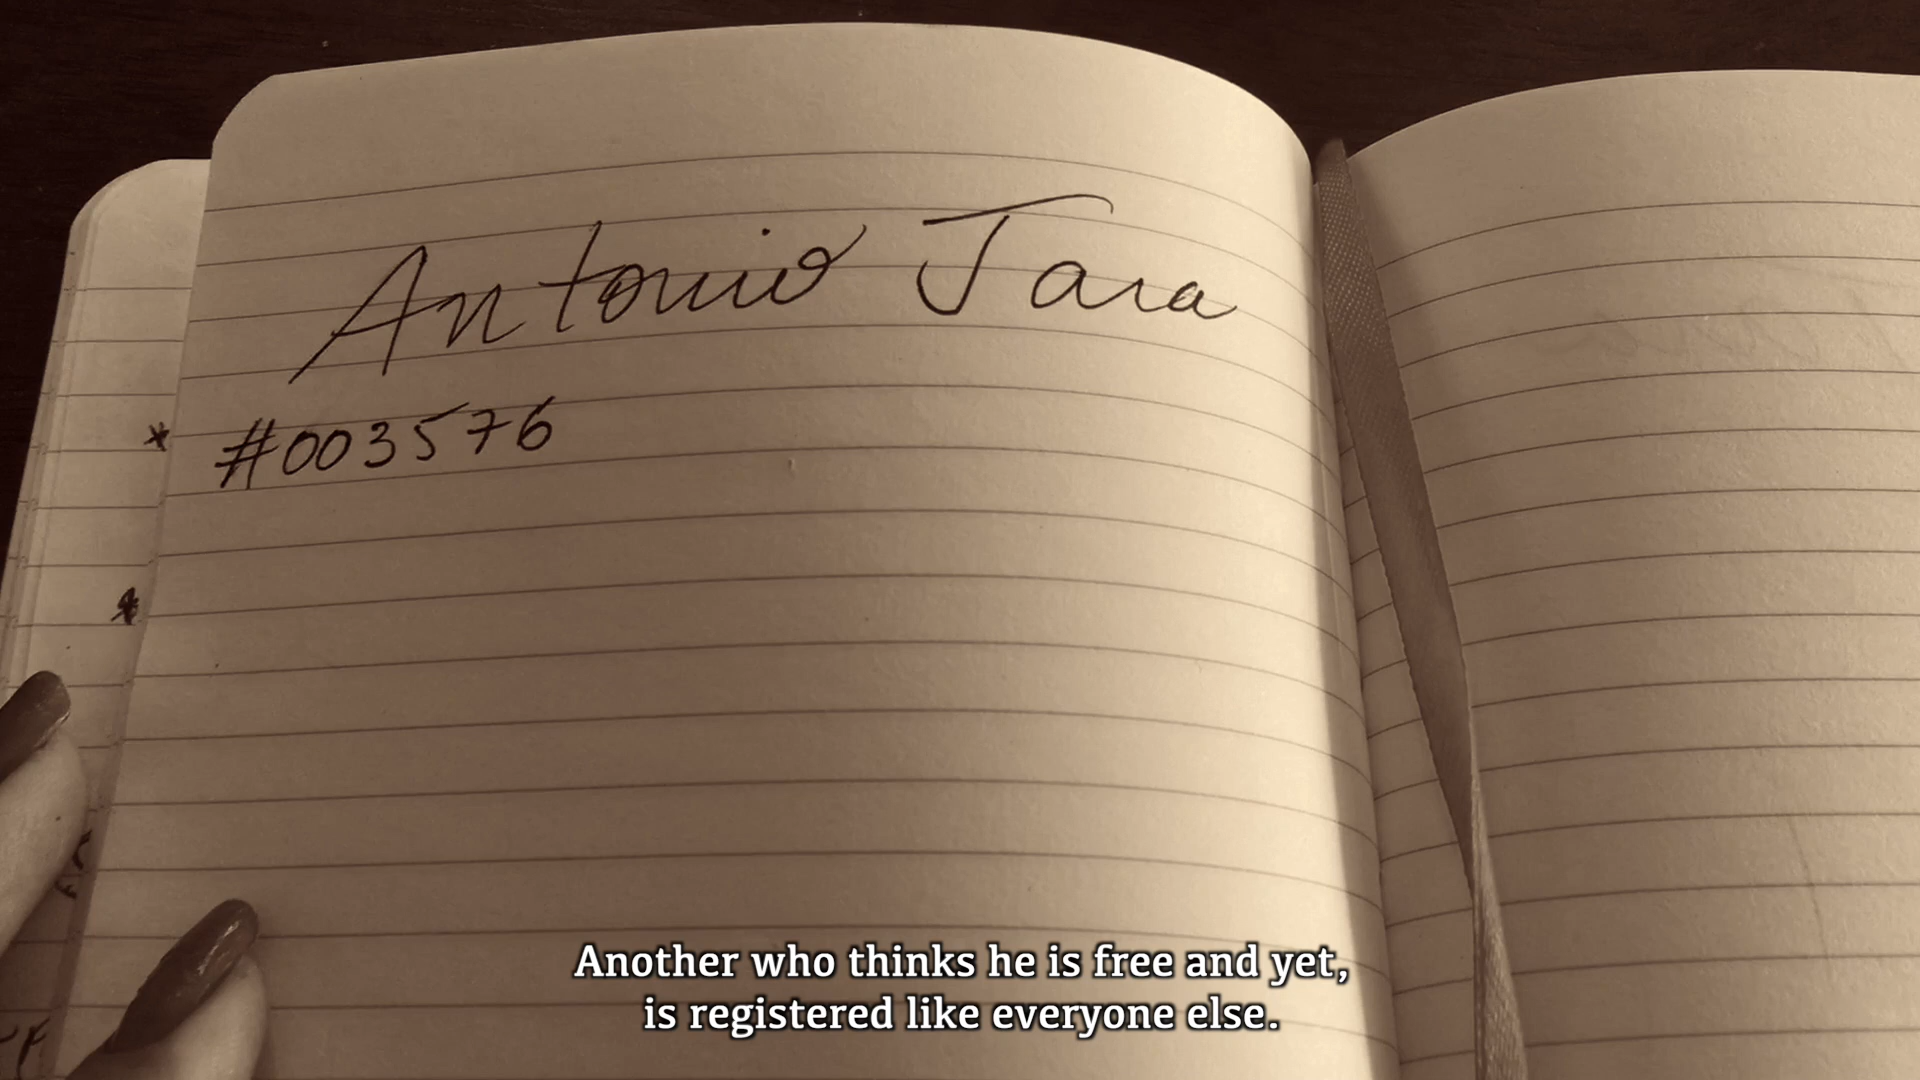 Antonio Jara
* #003576
*
Another who thinks he is free and yet,
is registered like everyone else.